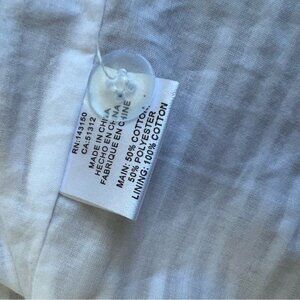 RN:143150
CA:51312
MADE IN CHINA
HECHO EN CHINA
FABRIQUE EN CHINE
MAIN: 50% COTTON
50% POLYESTER
LINING: 100% COTTON